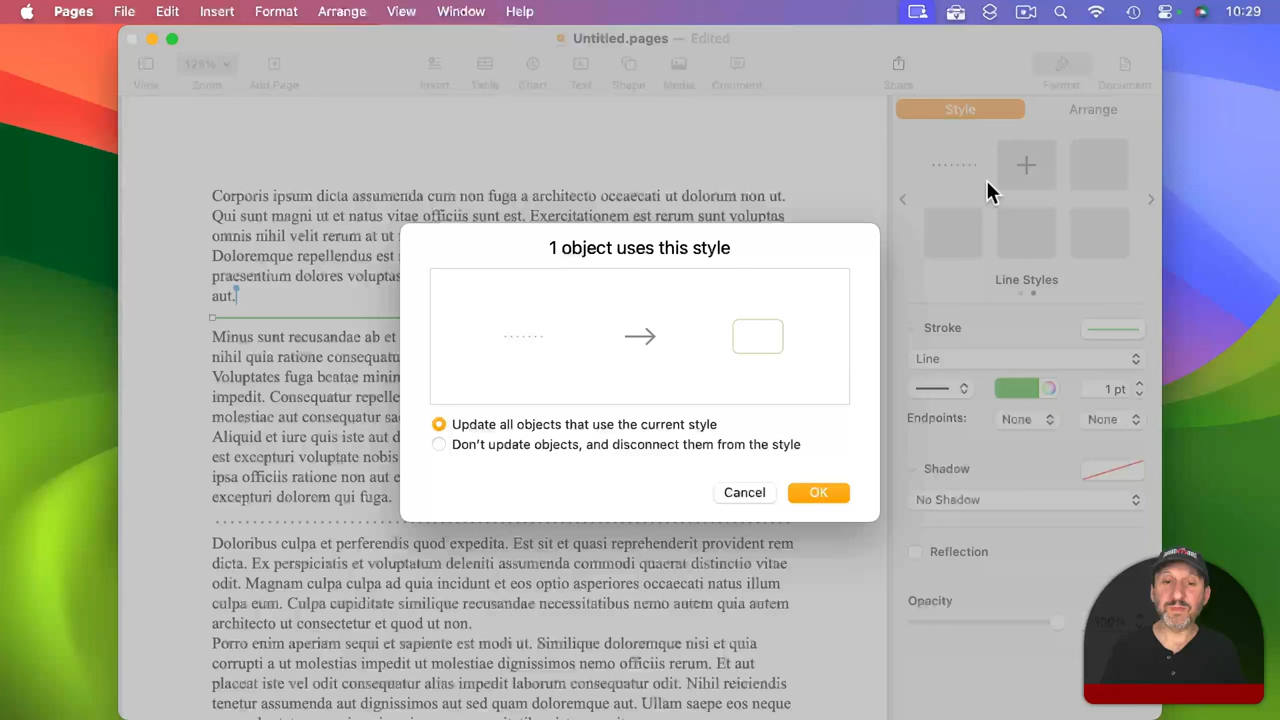 Pages File Edit Insert Format Arrange View Window Help 10:29
Untitled.pages — Edited
View Zoom Add Page Insert Table Chart Text Shape Media Comment Share Format Document
128%
Style Arrange
Corporis ipsum dicta assumenda cum non fuga a architecto occaecati ut dolorum non ut.
Qui sunt magni ut et natus vitae officiis sunt est. Exercitationem est rerum sunt voluptas
omnis nihil velit rerum at ut
Doloremque repellendus est
praesentium dolores voluptas
aut.
Minus sunt recusandae ab et
nihil quia ratione consequat
Voluptates fuga beatae minim
impedit. Consequatur repelle
molestiae aut consequatur sa
Aliquid et iure quis iste aut d
est excepturi voluptate nobis
ipsa officiis ratione non aut e
excepturi dolorem qui fuga.
Doloribus culpa et perferendis quod expedita. Est sit et quasi reprehenderit provident rem
dicta. Ex perspiciatis et voluptatum deleniti assumenda commodi qua est distinctio vitae
odit. Magnam culpa culpa ad quia incidunt et eos optio asperiores occaecati natus illum
culpa eum. Culpa cupiditate similique recusandae necessitatibus nemo autem quia autem
architecto ut consectetur et quod ut non.
Porro enim aperiam sequi et sapiente est modi ut. Similique doloremque nisi et quia
corrupti a ut molestias impedit ut molestiae dignissimos nemo officiis rerum. Et aut
placeat iste vel odit consequatur alias impedit laborum consequatur odit. Nihil reiciendis
tenetur assumenda aut dignissimos aut sed quam doloremque aut. Ullam eos eaque neque
1 object uses this style
Update all objects that use the current style
Don't update objects, and disconnect them from the style
Cancel OK
Line Styles
Stroke
Line
1 pt
Endpoints: None None
Shadow
No Shadow
Reflection
Opacity
100%